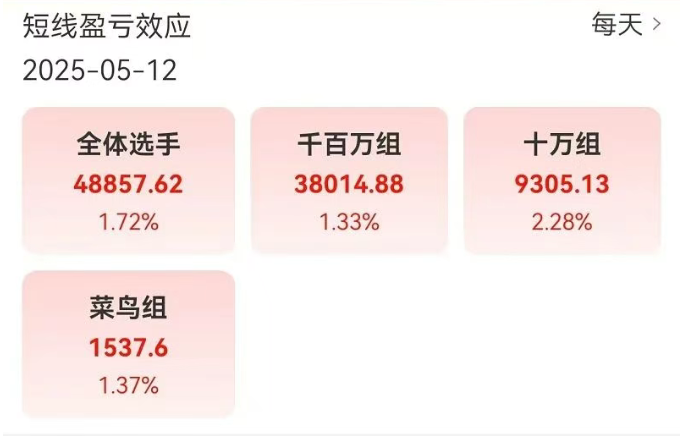 短线盈亏效应
每天 >
2025-05-12
全体选手
48857.62
1.72%
千百万组
38014.88
1.33%
十万组
9305.13
2.28%
菜鸟组
1537.6
1.37%